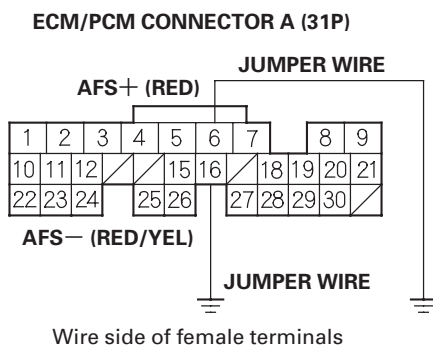 ECM/PCM CONNECTOR A (31P)
JUMPER WIRE
AFS+ (RED)
1 2 3 4 5 6 7 8 9
10 11 12 15 16 18 19 20 21
22 23 24 25 26 27 28 29 30
AFS− (RED/YEL)
JUMPER WIRE
Wire side of female terminals